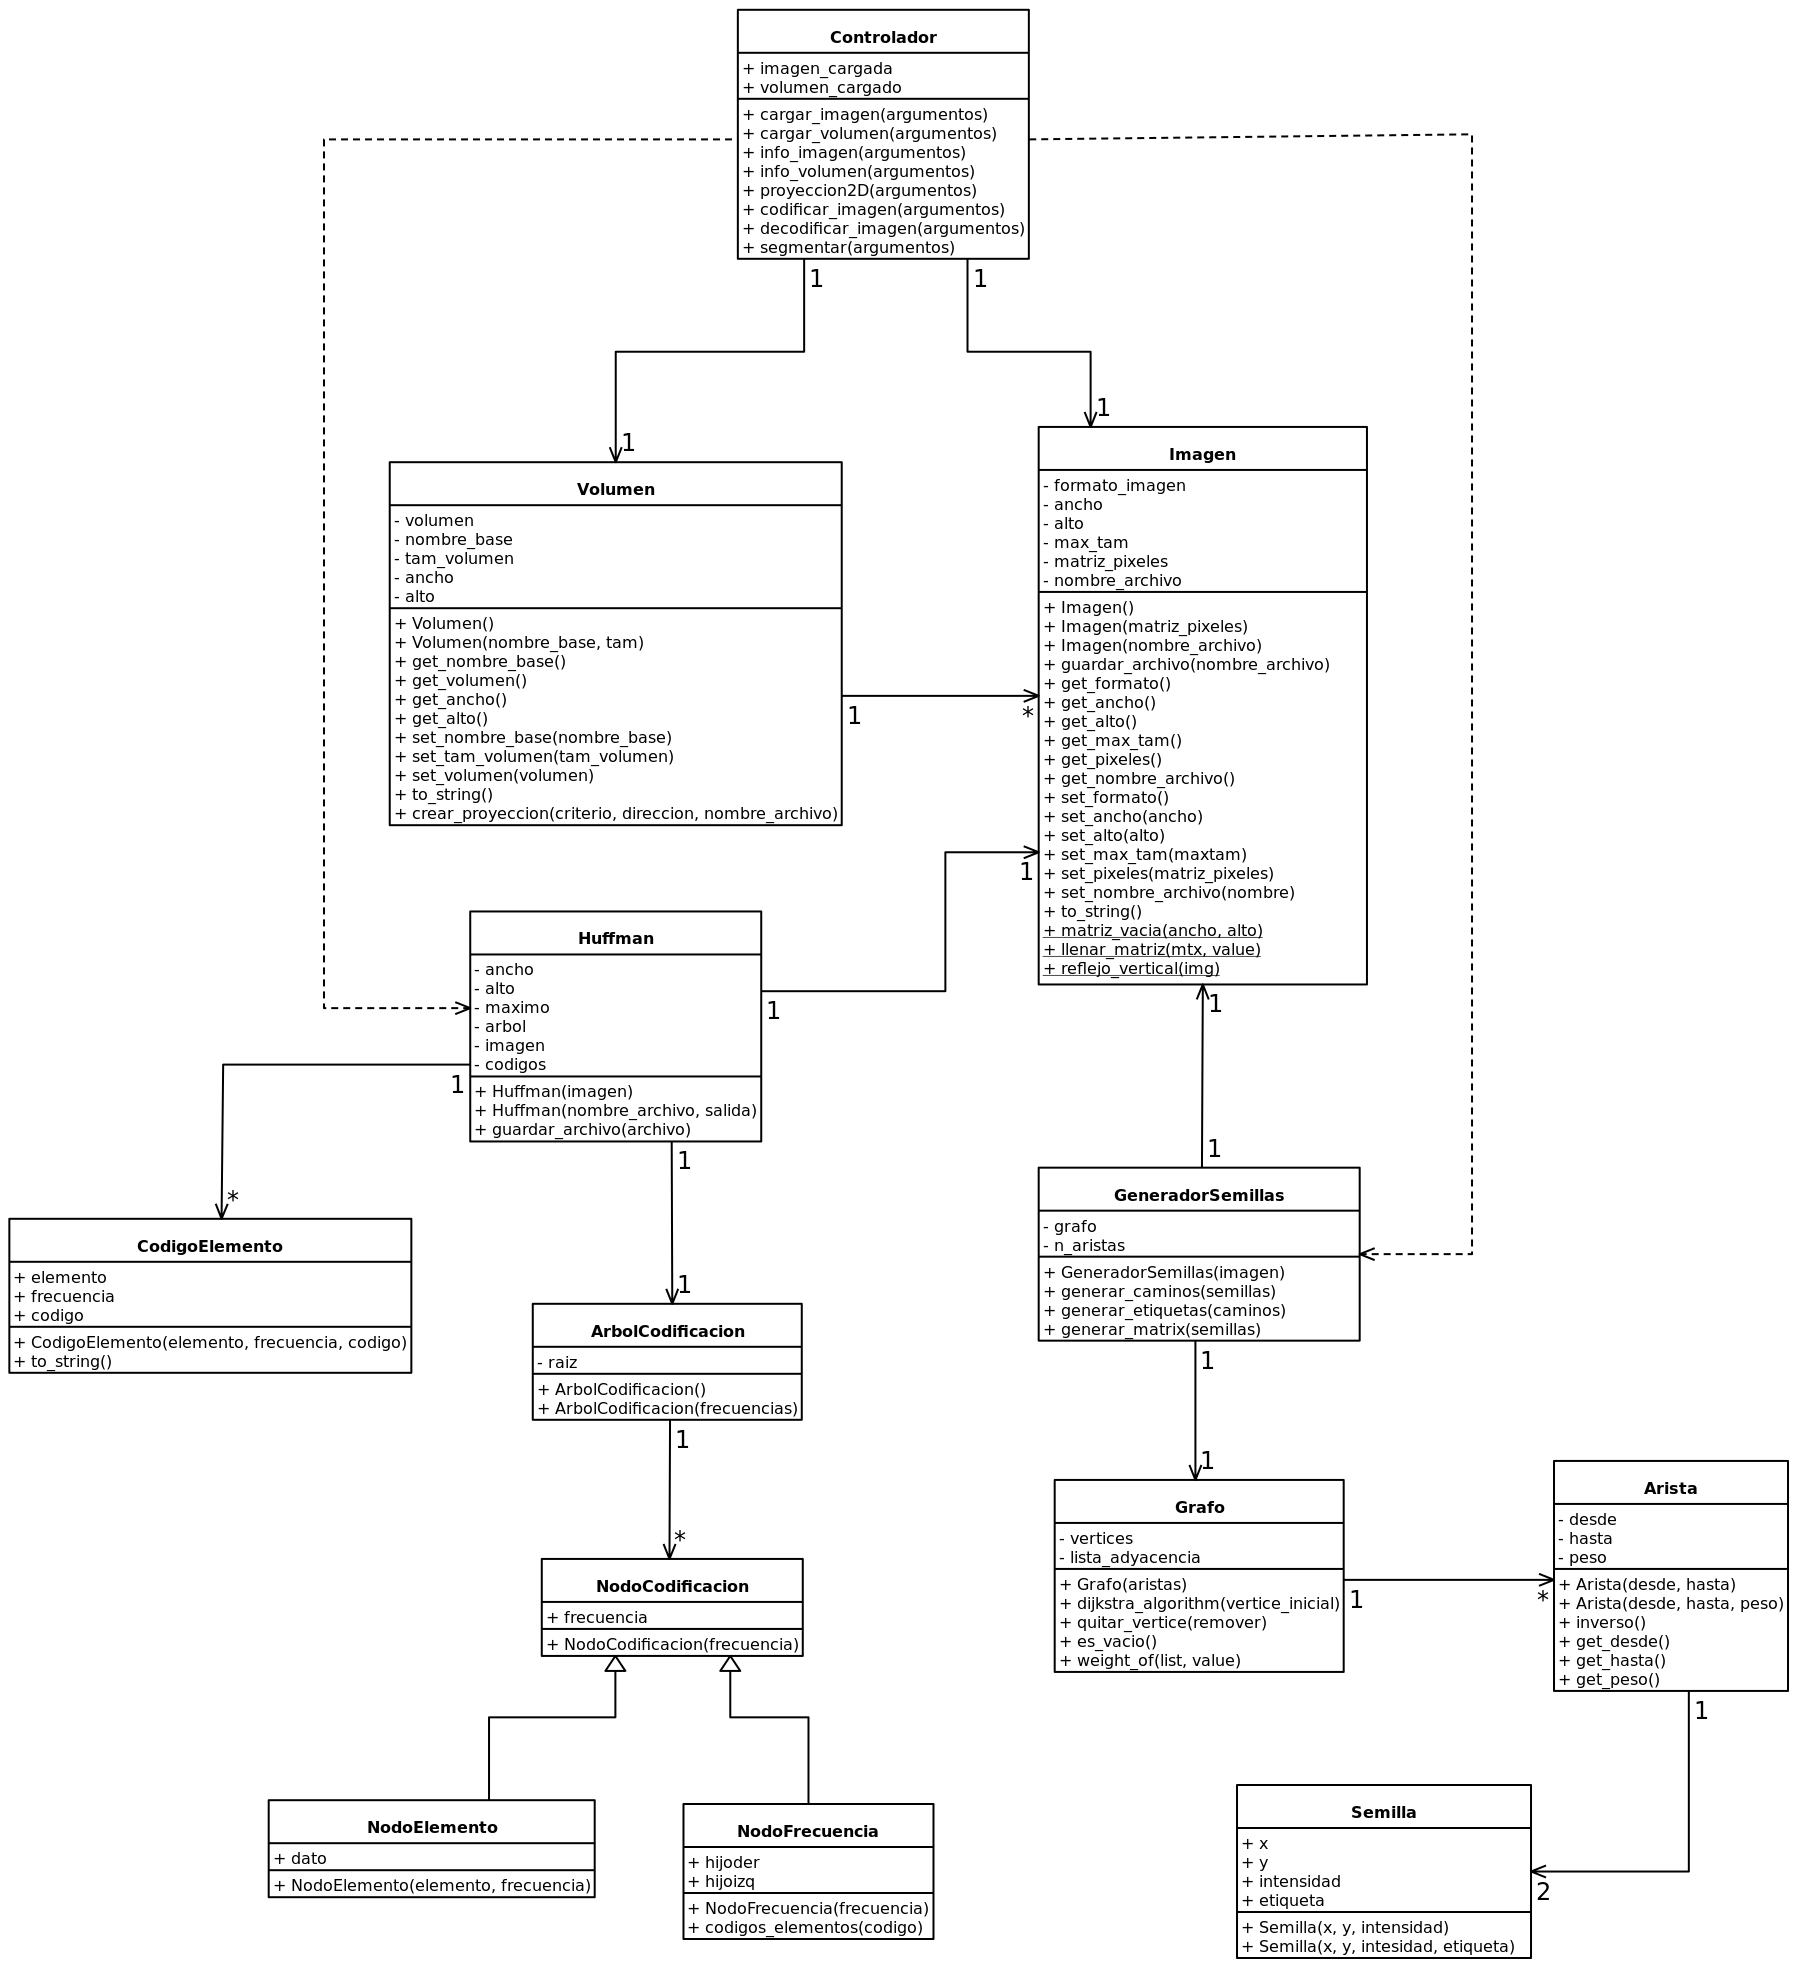 Controlador
+ imagen_cargada
+ volumen_cargado
+ cargar_imagen(argumentos)
+ cargar_volumen(argumentos)
+ info_imagen(argumentos)
+ info_volumen(argumentos)
+ proyeccion2D(argumentos)
+ codificar_imagen(argumentos)
+ decodificar_imagen(argumentos)
+ segmentar(argumentos)
1
1
1
1
Volumen
- volumen
- nombre_base
- tam_volumen
- ancho
- alto
+ Volumen()
+ Volumen(nombre_base, tam)
+ get_nombre_base()
+ get_volumen()
+ get_ancho()
+ get_alto()
+ set_nombre_base(nombre_base)
+ set_tam_volumen(tam_volumen)
+ set_volumen(volumen)
+ to_string()
+ crear_proyeccion(criterio, direccion, nombre_archivo)
1
*
Imagen
- formato_imagen
- ancho
- alto
- max_tam
- matriz_pixeles
- nombre_archivo
+ Imagen()
+ Imagen(matriz_pixeles)
+ Imagen(nombre_archivo)
+ guardar_archivo(nombre_archivo)
+ get_formato()
+ get_ancho()
+ get_alto()
+ get_max_tam()
+ get_pixeles()
+ get_nombre_archivo()
+ set_formato()
+ set_ancho(ancho)
+ set_alto(alto)
+ set_max_tam(maxtam)
+ set_pixeles(matriz_pixeles)
+ set_nombre_archivo(nombre)
+ to_string()
+ matriz_vacia(ancho, alto)
+ llenar_matriz(mtx, value)
+ reflejo_vertical(img)
1
1
Huffman
- ancho
- alto
- maximo
- arbol
- imagen
- codigos
+ Huffman(imagen)
+ Huffman(nombre_archivo, salida)
+ guardar_archivo(archivo)
1
1
*
1
1
1
CodigoElemento
+ elemento
+ frecuencia
+ codigo
+ CodigoElemento(elemento, frecuencia, codigo)
+ to_string()
ArbolCodificacion
- raiz
+ ArbolCodificacion()
+ ArbolCodificacion(frecuencias)
1
*
GeneradorSemillas
- grafo
- n_aristas
+ GeneradorSemillas(imagen)
+ generar_caminos(semillas)
+ generar_etiquetas(caminos)
+ generar_matrix(semillas)
1
1
NodoCodificacion
+ frecuencia
+ NodoCodificacion(frecuencia)
Grafo
- vertices
- lista_adyacencia
+ Grafo(aristas)
+ dijkstra_algorithm(vertice_inicial)
+ quitar_vertice(remover)
+ es_vacio()
+ weight_of(list, value)
1
*
Arista
- desde
- hasta
- peso
+ Arista(desde, hasta)
+ Arista(desde, hasta, peso)
+ inverso()
+ get_desde()
+ get_hasta()
+ get_peso()
1
2
NodoElemento
+ dato
+ NodoElemento(elemento, frecuencia)
NodoFrecuencia
+ hijoder
+ hijoizq
+ NodoFrecuencia(frecuencia)
+ codigos_elementos(codigo)
Semilla
+ x
+ y
+ intensidad
+ etiqueta
+ Semilla(x, y, intensidad)
+ Semilla(x, y, intesidad, etiqueta)